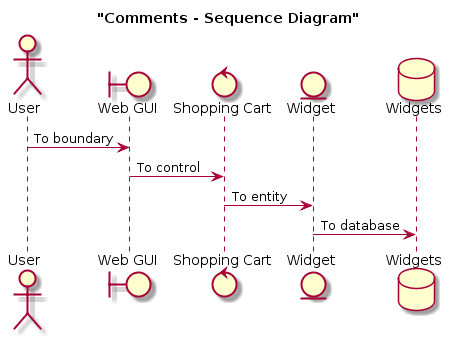 "Comments - Sequence Diagram"
User Web GUI Shopping Cart Widget Widgets
To boundary
To control
To entity
To database
User Web GUI Shopping Cart Widget Widgets